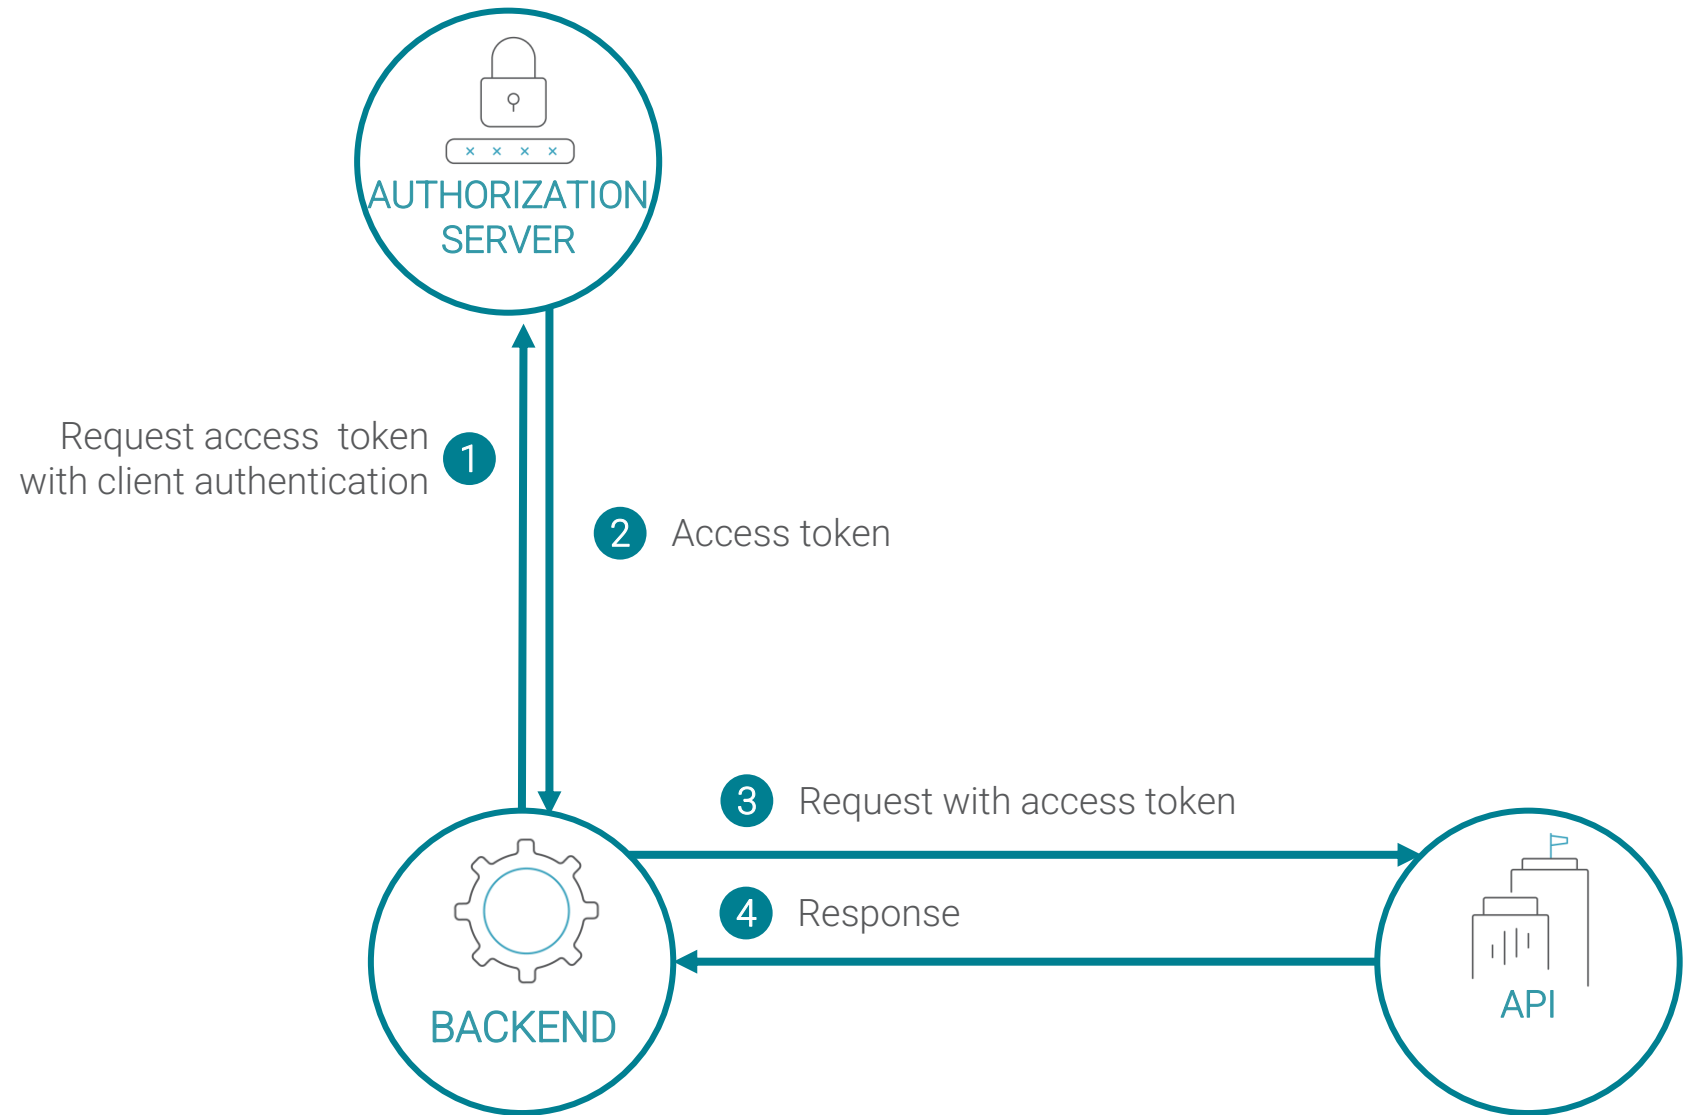 AUTHORIZATION
SERVER
Request access  token
with client authentication
1
2
Access token
3
Request with access token
4
Response
BACKEND
API